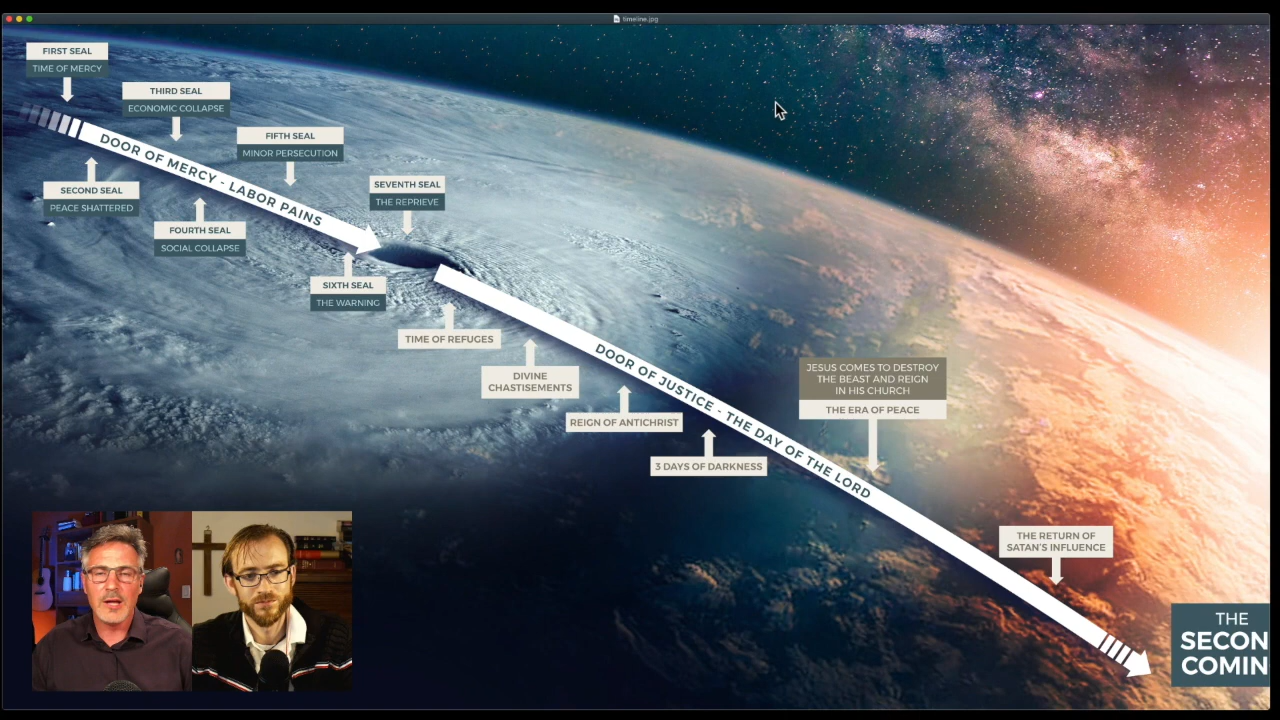 timeline.jpg
FIRST SEAL
TIME OF MERCY
THIRD SEAL
ECONOMIC COLLAPSE
FIFTH SEAL
MINOR PERSECUTION
DOOR OF MERCY - LABOR PAINS
SECOND SEAL
PEACE SHATTERED
SEVENTH SEAL
THE REPRIEVE
FOURTH SEAL
SOCIAL COLLAPSE
SIXTH SEAL
THE WARNING
TIME OF REFUGES
DIVINE
CHASTISEMENTS
DOOR OF JUSTICE - THE DAY OF THE LORD
REIGN OF ANTICHRIST
3 DAYS OF DARKNESS
JESUS COMES TO DESTROY
THE BEAST AND REIGN
IN HIS CHURCH
THE ERA OF PEACE
THE RETURN OF
SATAN'S INFLUENCE
THE
SECON
COMIN